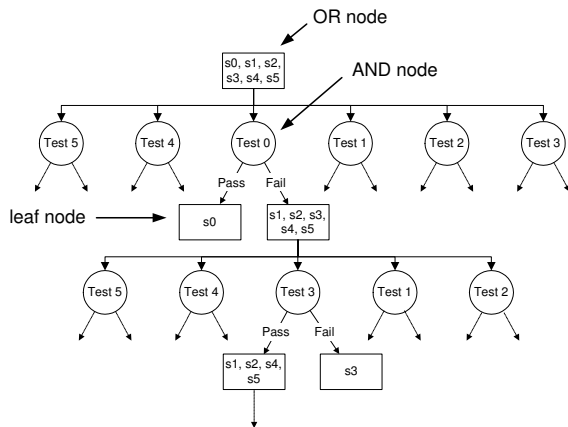 OR node
s0, s1, s2,
s3, s4, s5
AND node
Test 5
Test 4
Test 0
Test 1
Test 2
Test 3
Pass
Fail
leaf node
s0
s1, s2, s3,
s4, s5
Test 5
Test 4
Test 3
Test 1
Test 2
Pass
Fail
s1, s2, s4,
s5
s3